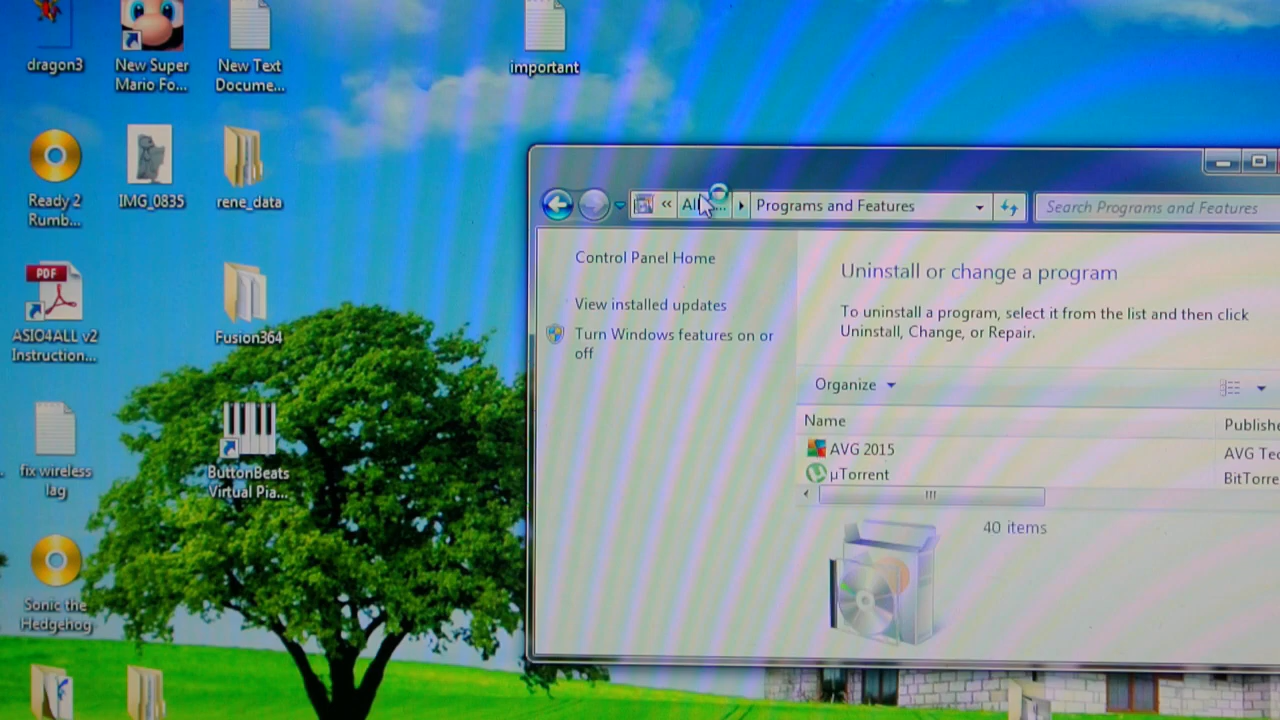 dragon3
New Super
Mario Fo...
New Text
Docume...
important
Ready 2
Rumb...
IMG_0835
rene_data
PDF
ASIO4ALL v2
Instruction...
Fusion364
fix wireless
lag
ButtonBeats
Virtual Pia...
Sonic the
Hedgehog
« Al... Programs and Features
Search Programs and Features
Control Panel Home
View installed updates
Turn Windows features on or
off
Uninstall or change a program
To uninstall a program, select it from the list and then click
Uninstall, Change, or Repair.
Organize
Name
Publishe
AVG 2015
AVG Tec
µTorrent
BitTorre
40 items